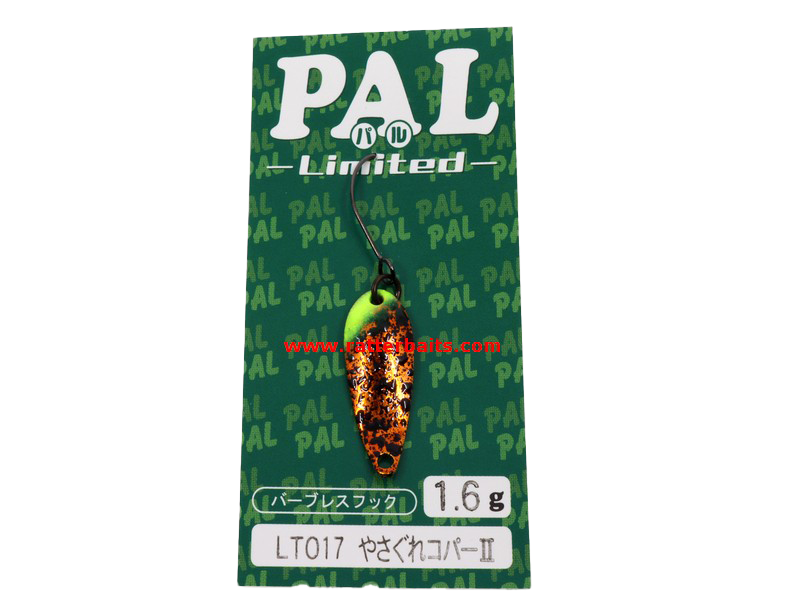 PAL
パル
Limited
www.ratterbaits.com
バーブレスフック
1.6g
LT017 やさぐれコパーⅡ